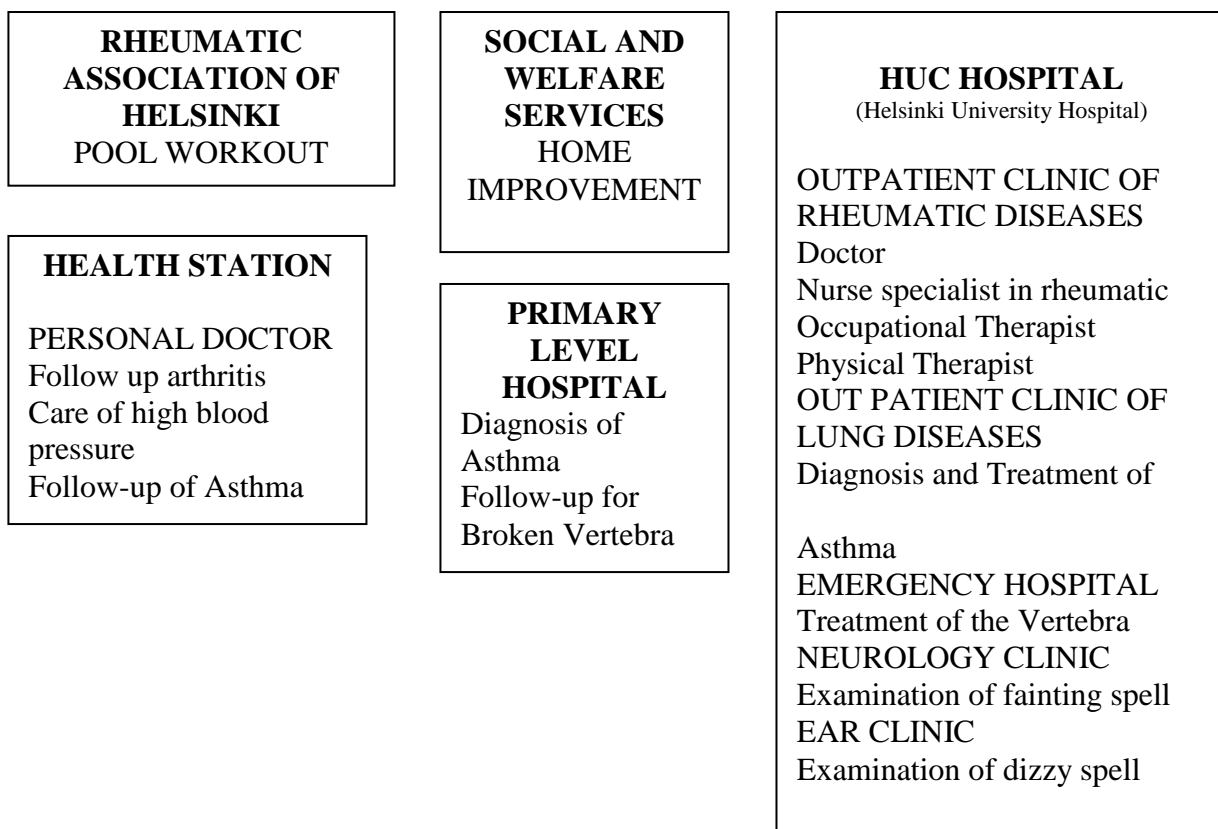 RHEUMATIC
ASSOCIATION OF
HELSINKI
POOL WORKOUT
SOCIAL AND
WELFARE
SERVICES
HOME
IMPROVEMENT
HUC HOSPITAL
(Helsinki University Hospital)
OUTPATIENT CLINIC OF
RHEUMATIC DISEASES
Doctor
Nurse specialist in rheumatic
Occupational Therapist
Physical Therapist
OUT PATIENT CLINIC OF
LUNG DISEASES
Diagnosis and Treatment of
Asthma
EMERGENCY HOSPITAL
Treatment of the Vertebra
NEUROLOGY CLINIC
Examination of fainting spell
EAR CLINIC
Examination of dizzy spell
HEALTH STATION
PERSONAL DOCTOR
Follow up arthritis
Care of high blood
pressure
Follow-up of Asthma
PRIMARY
LEVEL
HOSPITAL
Diagnosis of
Asthma
Follow-up for
Broken Vertebra